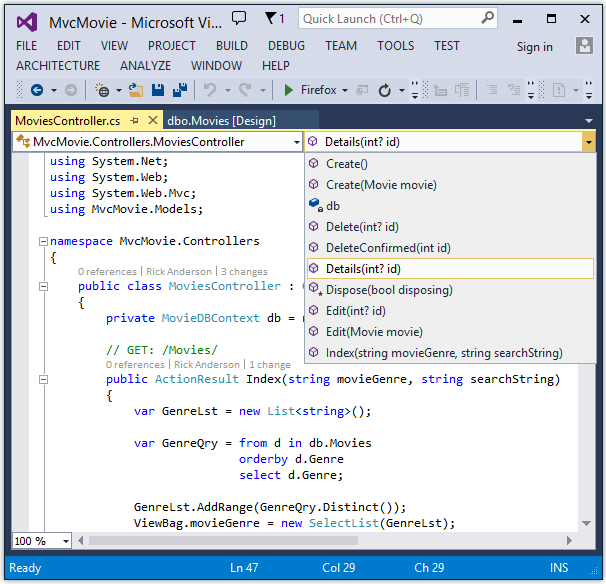 MvcMovie - Microsoft Vi...
1
Quick Launch (Ctrl+Q)
FILE EDIT VIEW PROJECT BUILD DEBUG TEAM TOOLS TEST
Sign in
ARCHITECTURE ANALYZE WINDOW HELP
Firefox
MoviesController.cs
dbo.Movies [Design]
MvcMovie.Controllers.MoviesController
Details(int? id)
using System.Net;
using System.Web;
using System.Web.Mvc;
using MvcMovie.Models;
namespace MvcMovie.Controllers
{
0 references | Rick Anderson | 3 changes
public class MoviesController :
{
private MovieDBContext db =
// GET: /Movies/
0 references | Rick Anderson | 1 change
public ActionResult Index(string movieGenre, string searchString)
{
var GenreLst = new List<string>();
var GenreQry = from d in db.Movies
orderby d.Genre
select d.Genre;
GenreLst.AddRange(GenreQry.Distinct());
ViewBag.movieGenre = new SelectList(GenreLst);
Create()
Create(Movie movie)
db
Delete(int? id)
DeleteConfirmed(int id)
Details(int? id)
Dispose(bool disposing)
Edit(int? id)
Edit(Movie movie)
Index(string movieGenre, string searchString)
100 %
Ready Ln 47 Col 29 Ch 29 INS